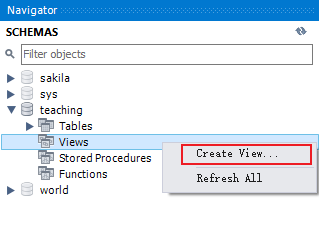 Navigator
SCHEMAS
Filter objects
sakila
sys
teaching
Tables
Views
Create View...
Stored Procedures
Refresh All
Functions
world